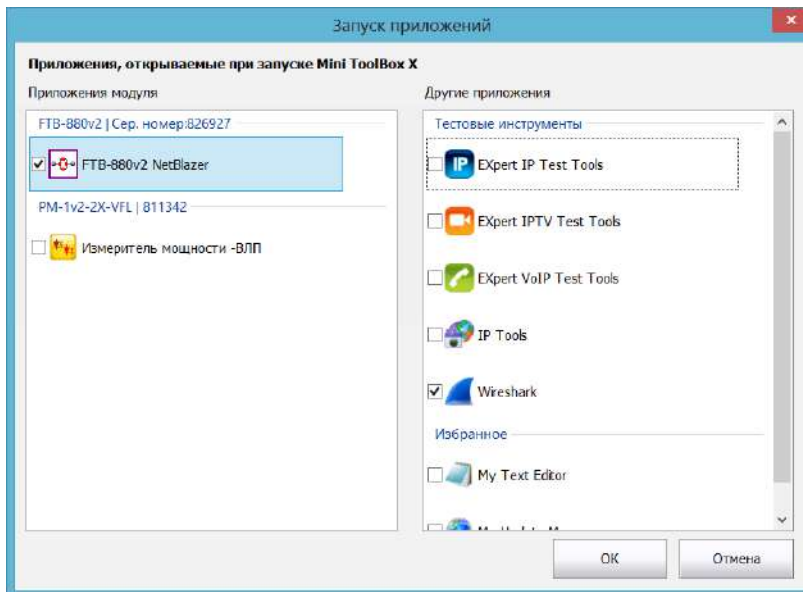 Запуск приложений
Приложения, открываемые при запуске Mini ToolBox X
Приложения модуля
FTB-880v2 | Сер. номер:826927
FTB-880v2 NetBlazer
PM-1v2-2X-VFL | 811342
Измеритель мощности -ВЛП
Другие приложения
Тестовые инструменты
IP
EXpert IP Test Tools
EXpert IPTV Test Tools
EXpert VoIP Test Tools
IP Tools
Wireshark
Избранное
My Text Editor
OK
Отмена